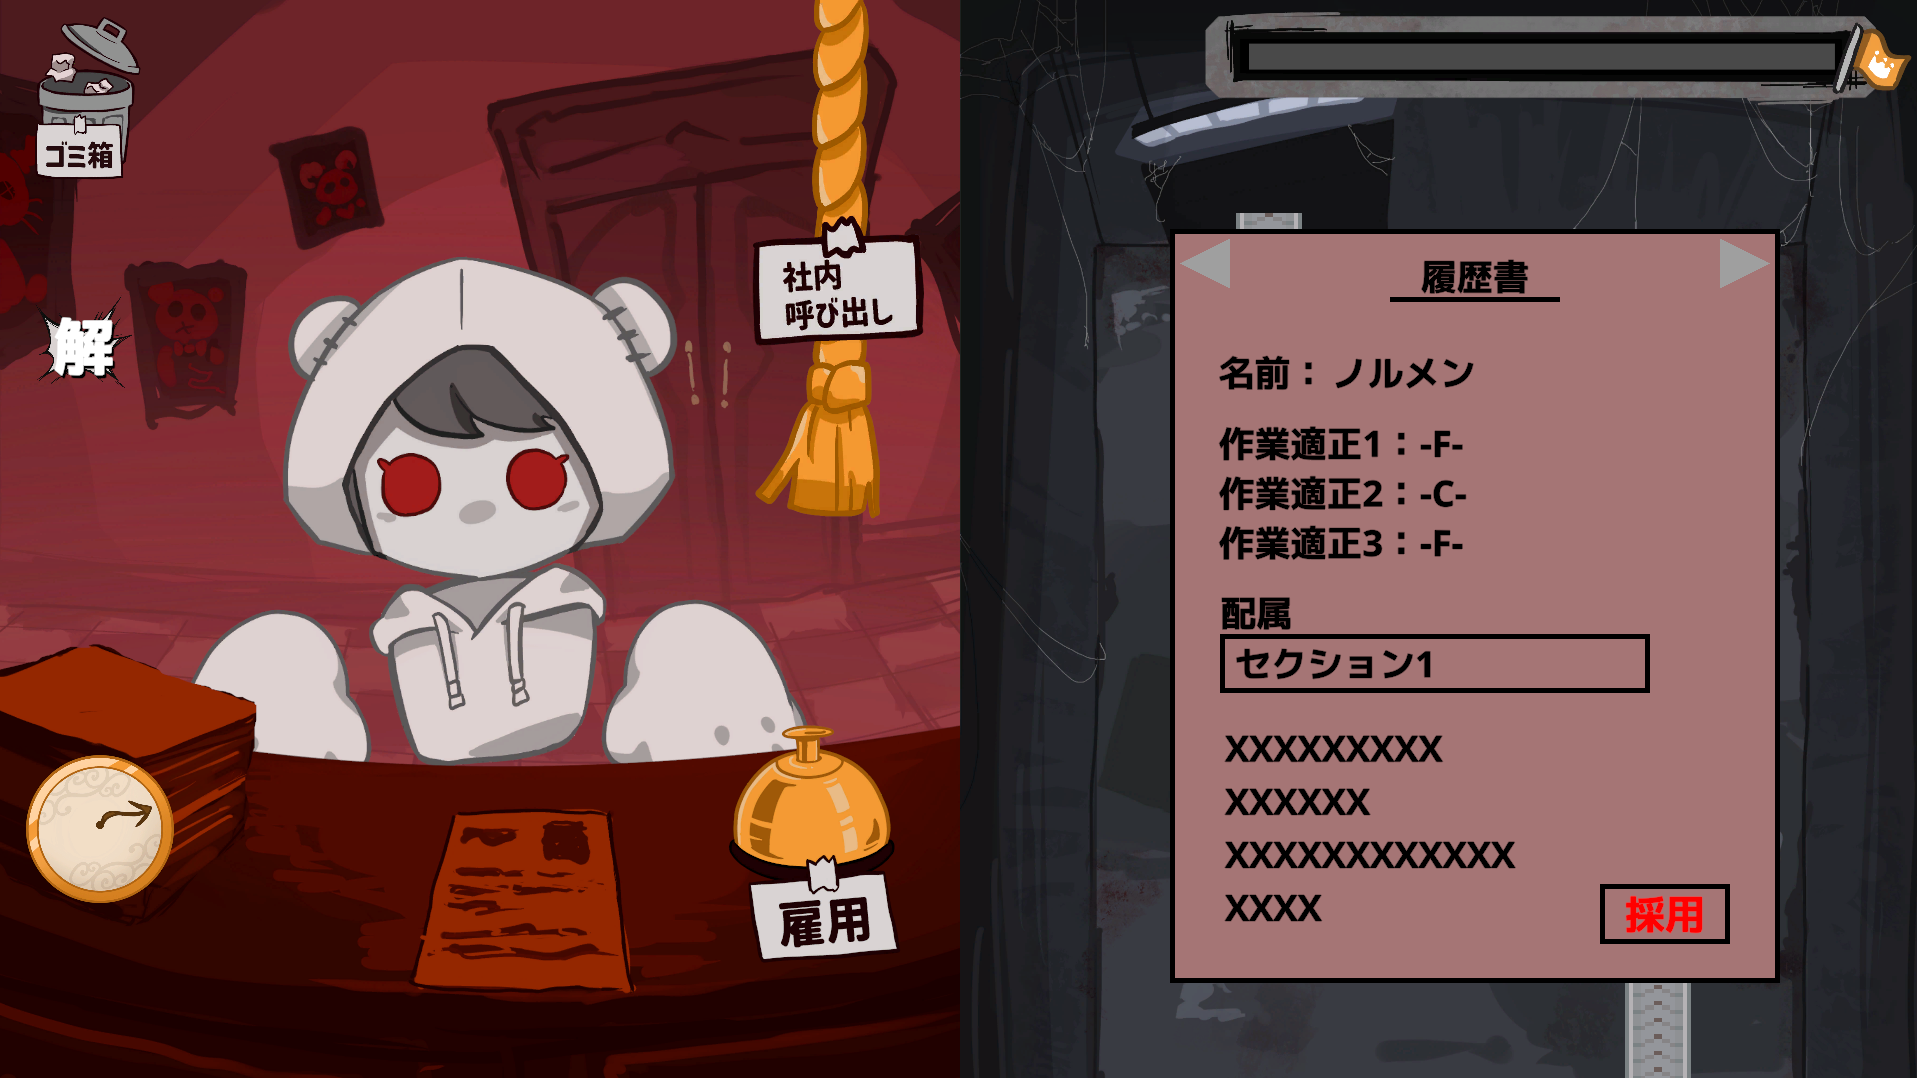 ゴミ箱
解
社内
呼び出し
雇用
履歴書
名前：ノルメン
作業適正1：-F-
作業適正2：-C-
作業適正3：-F-
配属
セクション1
XXXXXXXXX
XXXXXX
XXXXXXXXXXXX
XXXX
採用